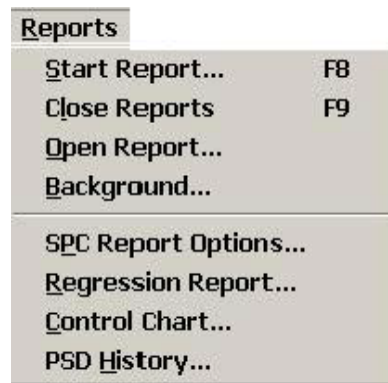 Reports
Start Report... F8
Close Reports F9
Open Report...
Background...
SPC Report Options...
Regression Report...
Control Chart...
PSD History...